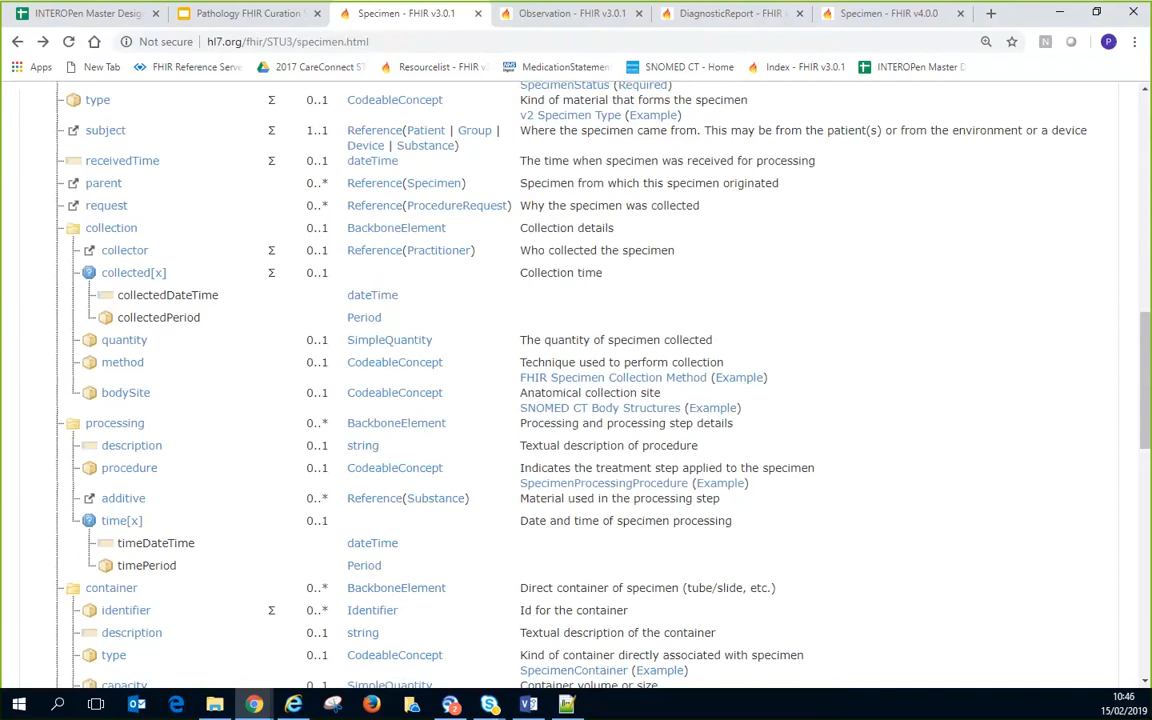 INTEROPen Master Design
Pathology FHIR Curation S
Specimen - FHIR v3.0.1
Observation - FHIR v3.0.1
DiagnosticReport - FHIR v
Specimen - FHIR v4.0.0
Not secure
hl7.org/fhir/STU3/specimen.html
Apps
New Tab
FHIR Reference Serve
2017 CareConnect ST
Resourcelist - FHIR v3
MedicationStatemen
SNOMED CT - Home
Index - FHIR v3.0.1
INTEROPen Master D
SpecimenStatus (Required)
type Σ 0..1 CodeableConcept Kind of material that forms the specimen
v2 Specimen Type (Example)
subject Σ 1..1 Reference(Patient | Group | Where the specimen came from. This may be from the patient(s) or from the environment or a device
Device | Substance)
receivedTime Σ 0..1 dateTime The time when specimen was received for processing
parent 0..* Reference(Specimen) Specimen from which this specimen originated
request 0..* Reference(ProcedureRequest) Why the specimen was collected
collection 0..1 BackboneElement Collection details
collector Σ 0..1 Reference(Practitioner) Who collected the specimen
collected[x] Σ 0..1 Collection time
collectedDateTime dateTime
collectedPeriod Period
quantity 0..1 SimpleQuantity The quantity of specimen collected
method 0..1 CodeableConcept Technique used to perform collection
FHIR Specimen Collection Method (Example)
bodySite 0..1 CodeableConcept Anatomical collection site
SNOMED CT Body Structures (Example)
processing 0..* BackboneElement Processing and processing step details
description 0..1 string Textual description of procedure
procedure 0..1 CodeableConcept Indicates the treatment step applied to the specimen
SpecimenProcessingProcedure (Example)
additive 0..* Reference(Substance) Material used in the processing step
time[x] 0..1 Date and time of specimen processing
timeDateTime dateTime
timePeriod Period
container 0..* BackboneElement Direct container of specimen (tube/slide, etc.)
identifier Σ 0..* Identifier Id for the container
description 0..1 string Textual description of the container
type 0..1 CodeableConcept Kind of container directly associated with specimen
SpecimenContainer (Example)
capacity 0..1 SimpleQuantity Container volume or size
10:46
15/02/2019